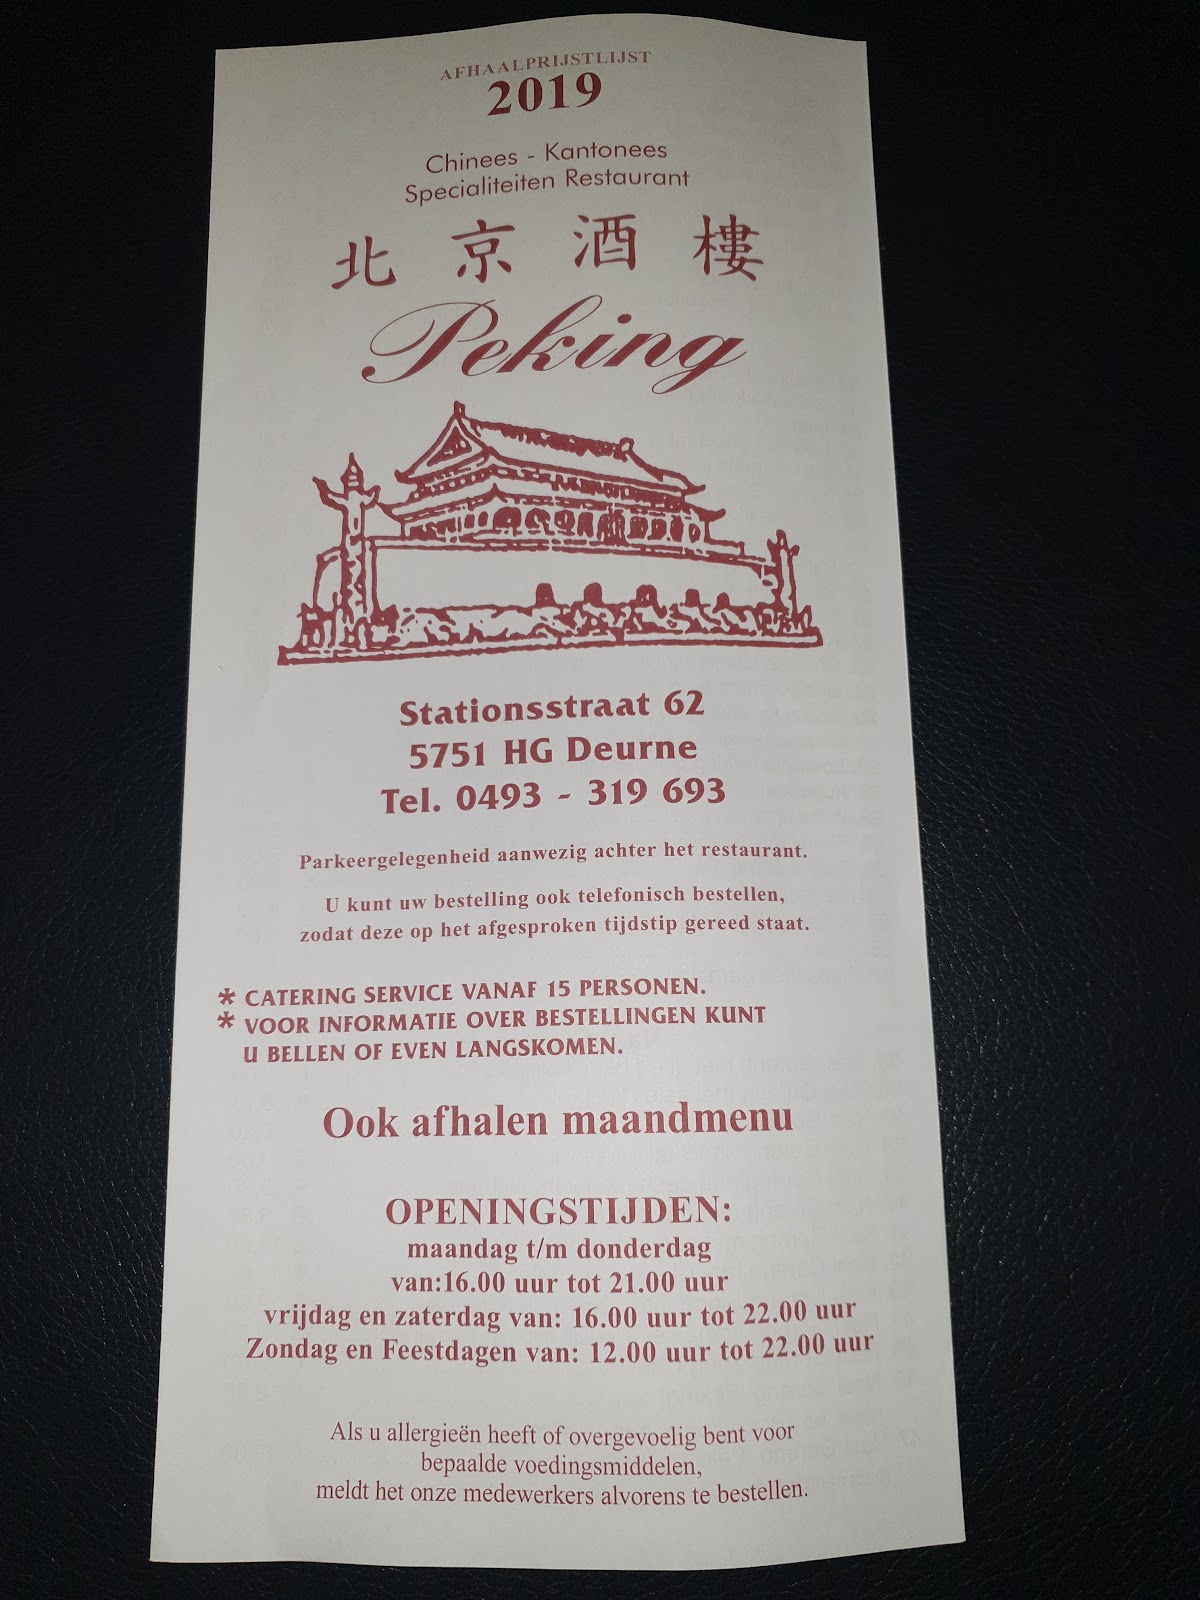 AFHAALPRIJSTLIJST
2019
Chinees - Kantonees
Specialiteiten Restaurant
北京酒樓
Peking
Stationsstraat 62
5751 HG Deurne
Tel. 0493 - 319 693
Parkeergelegenheid aanwezig achter het restaurant.
U kunt uw bestelling ook telefonisch bestellen,
zodat deze op het afgesproken tijdstip gereed staat.
* CATERING SERVICE VANAF 15 PERSONEN.
* VOOR INFORMATIE OVER BESTELLINGEN KUNT
U BELLEN OF EVEN LANGSKOMEN.
Ook afhalen maandmenu
OPENINGSTIJDEN:
maandag t/m donderdag
van:16.00 uur tot 21.00 uur
vrijdag en zaterdag van: 16.00 uur tot 22.00 uur
Zondag en Feestdagen van: 12.00 uur tot 22.00 uur
Als u allergieën heeft of overgevoelig bent voor
bepaalde voedingsmiddelen,
meldt het onze medewerkers alvorens te bestellen.